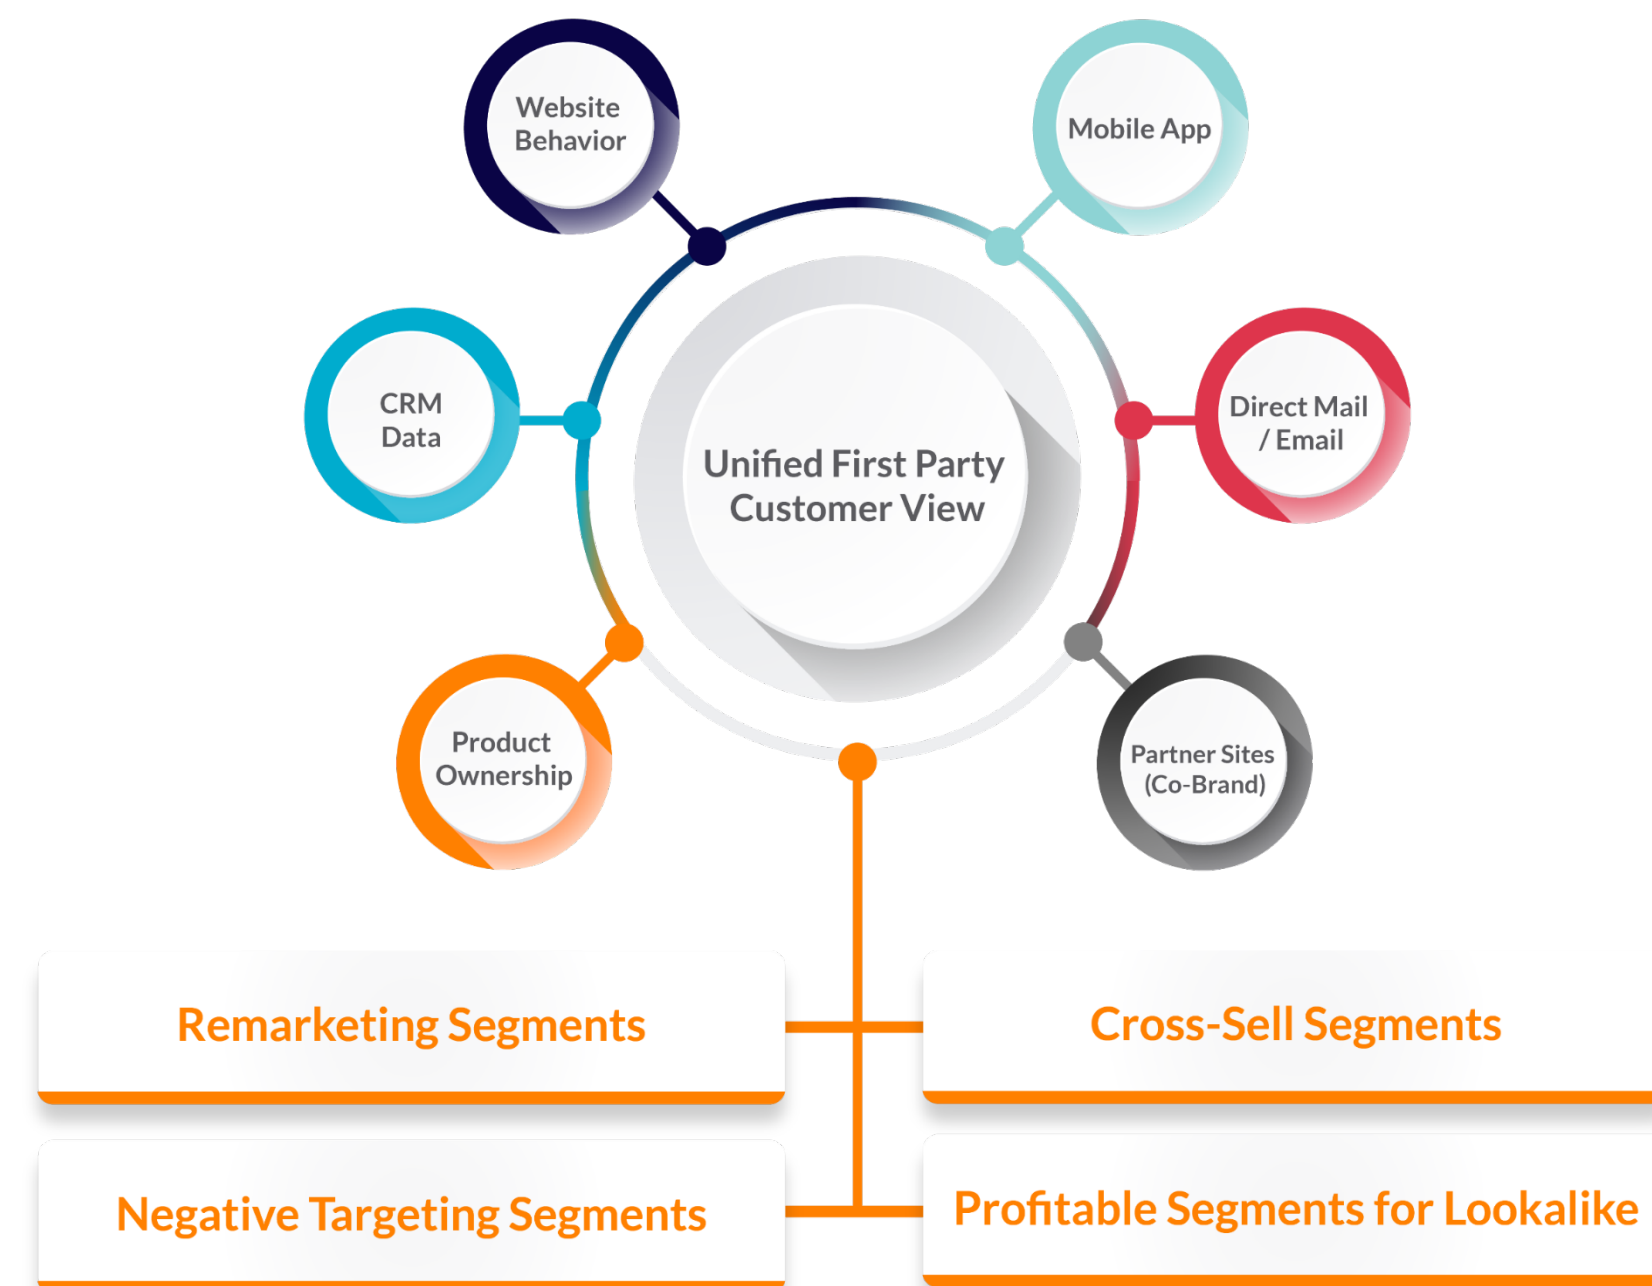 Website
Behavior
Mobile App
CRM
Data
Direct Mail
/ Email
Unified First Party
Customer View
Product
Ownership
Partner Sites
(Co-Brand)
Remarketing Segments
Cross-Sell Segments
Negative Targeting Segments
Profitable Segments for Lookalike